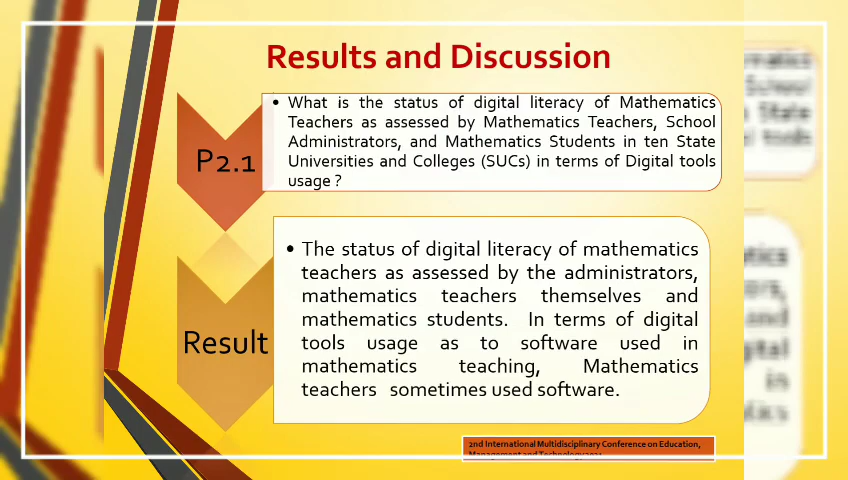 Results and Discussion
P2.1
• What is the status of digital literacy of Mathematics
Teachers as assessed by Mathematics Teachers, School
Administrators, and Mathematics Students in ten State
Universities and Colleges (SUCs) in terms of Digital tools
usage ?
Result
• The status of digital literacy of mathematics
teachers as assessed by the administrators,
mathematics teachers themselves and
mathematics students. In terms of digital
tools usage as to software used in
mathematics teaching, Mathematics
teachers sometimes used software.
2nd International Multidisciplinary Conference on Education,
Management and Technology 2021